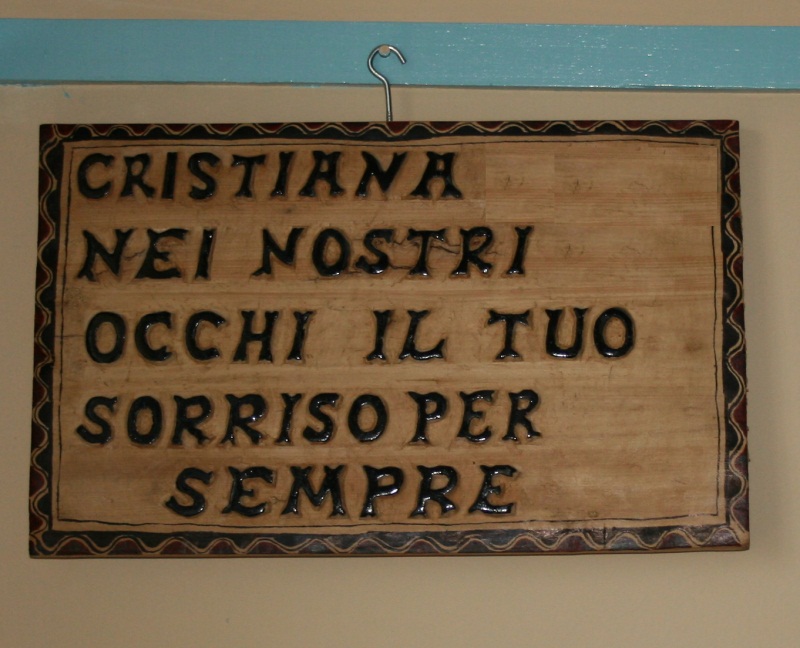 CRISTIANA
NEI NOSTRI
OCCHI IL TUO
SORRISO PER
SEMPRE